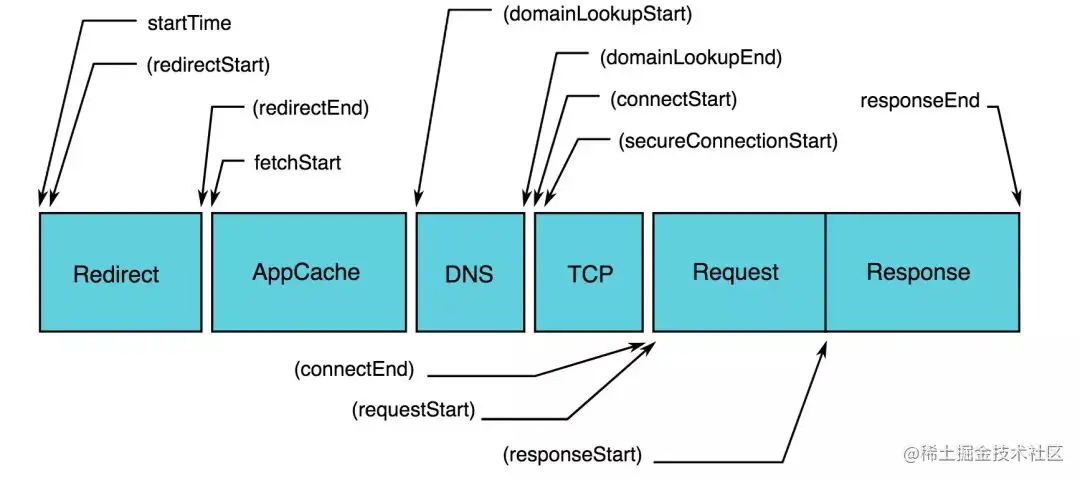 startTime
(redirectStart)
(redirectEnd)
fetchStart
(domainLookupStart)
(domainLookupEnd)
(connectStart)
(secureConnectionStart)
responseEnd
Redirect
AppCache
DNS
TCP
Request
Response
(connectEnd)
(requestStart)
(responseStart)
@稀土掘金技术社区